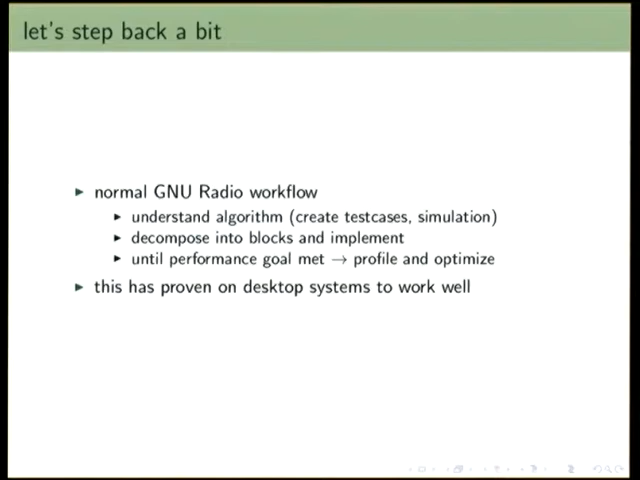 let's step back a bit
normal GNU Radio workflow
understand algorithm (create testcases, simulation)
decompose into blocks and implement
until performance goal met → profile and optimize
this has proven on desktop systems to work well